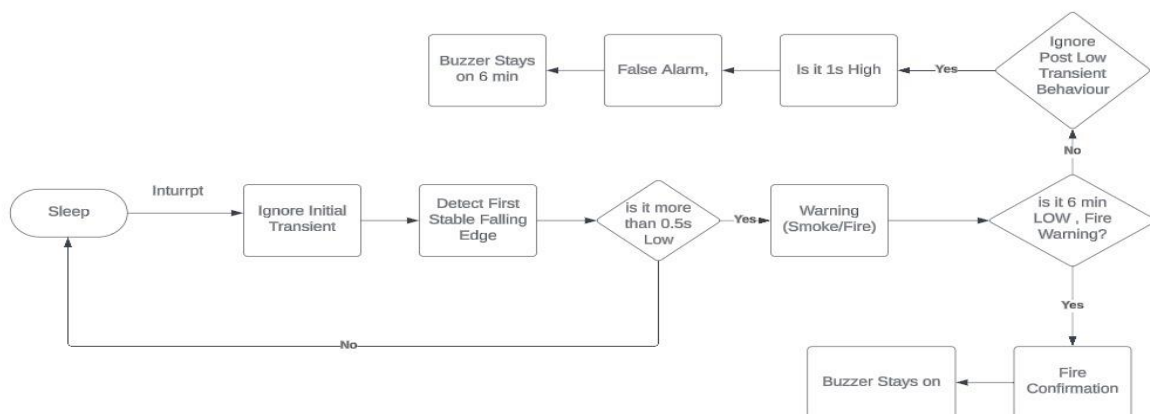 Buzzer Stays
on 6 min
False Alarm,
Is it 1s High
Yes
Ignore
Post Low
Transient
Behaviour
No
Sleep
Inturrpt
Ignore Initial
Transient
Detect First
Stable Falling
Edge
is it more
than 0.5s
Low
Yes
Warning
(Smoke/Fire)
is it 6 min
LOW , Fire
Warning?
Yes
No
Buzzer Stays on
Fire
Confirmation